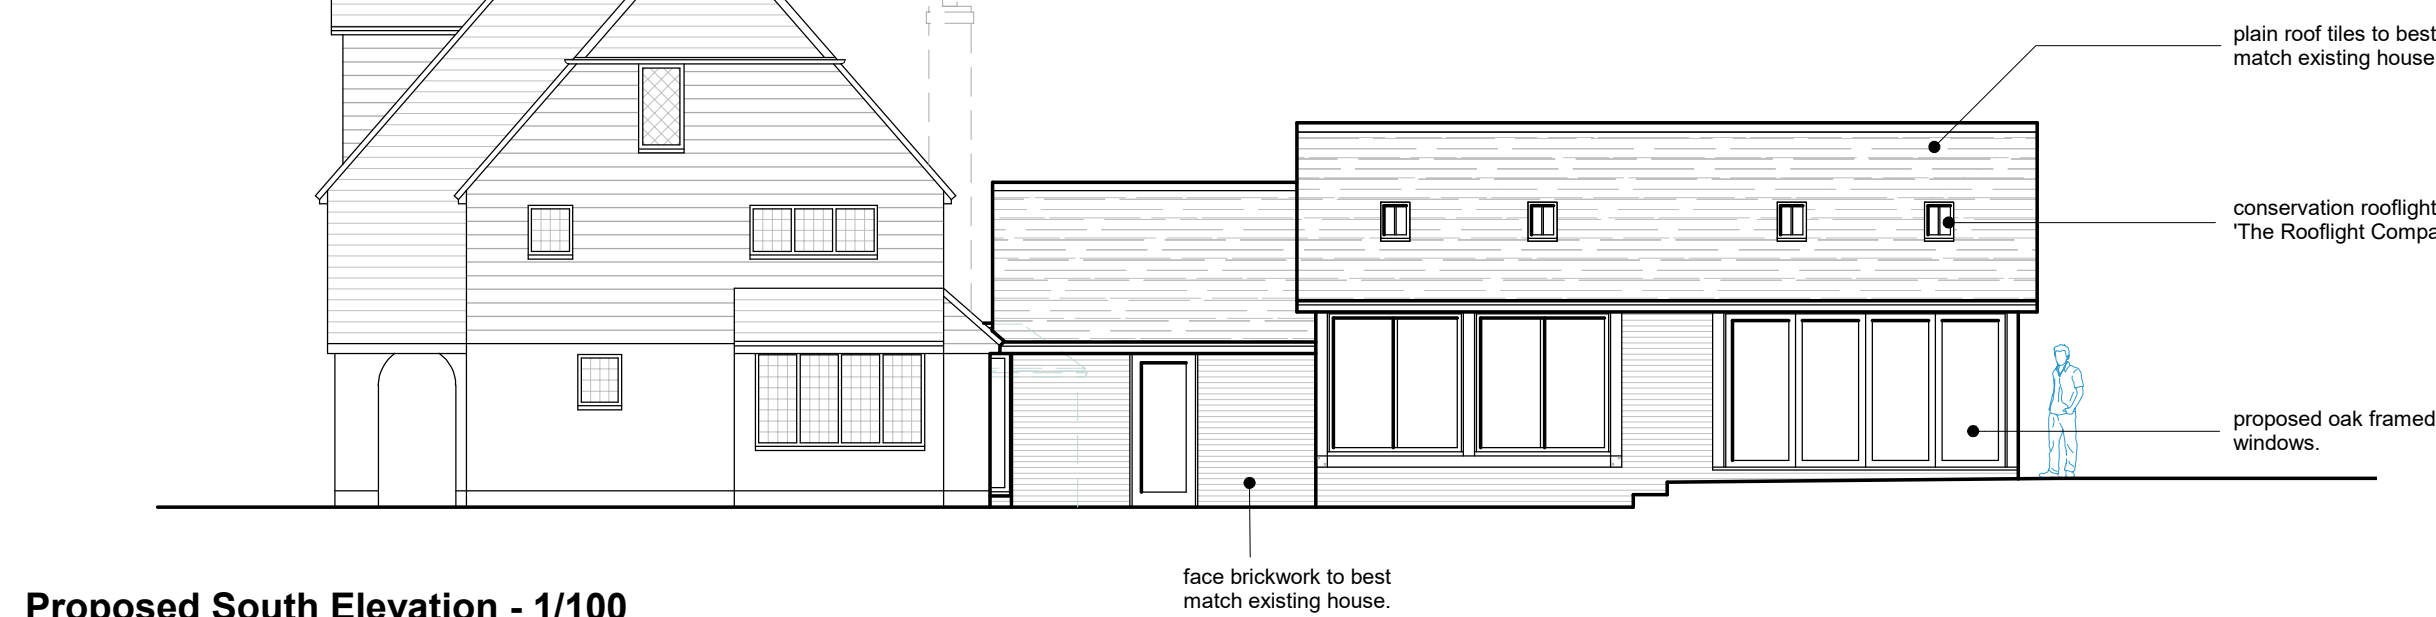 plain roof tiles to best
match existing house
conservation rooflight
'The Rooflight Compa
proposed oak framed
windows.
face brickwork to best
match existing house.
Proposed South Elevation - 1/100